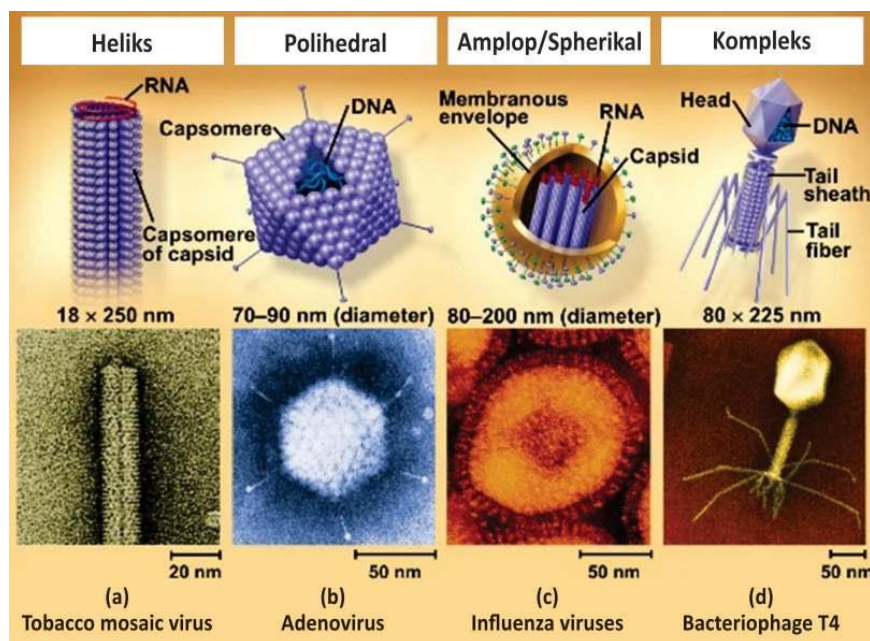 Heliks
Polihedral
Amplop/Spherikal
Kompleks
RNA
Capsomere
of capsid
18 × 250 nm
20 nm
(a)
Tobacco mosaic virus
Capsomere
DNA
70–90 nm (diameter)
50 nm
(b)
Adenovirus
Membranous
envelope
RNA
Capsid
80–200 nm (diameter)
50 nm
(c)
Influenza viruses
Head
DNA
Tail
sheath
Tail
fiber
80 × 225 nm
50 nm
(d)
Bacteriophage T4